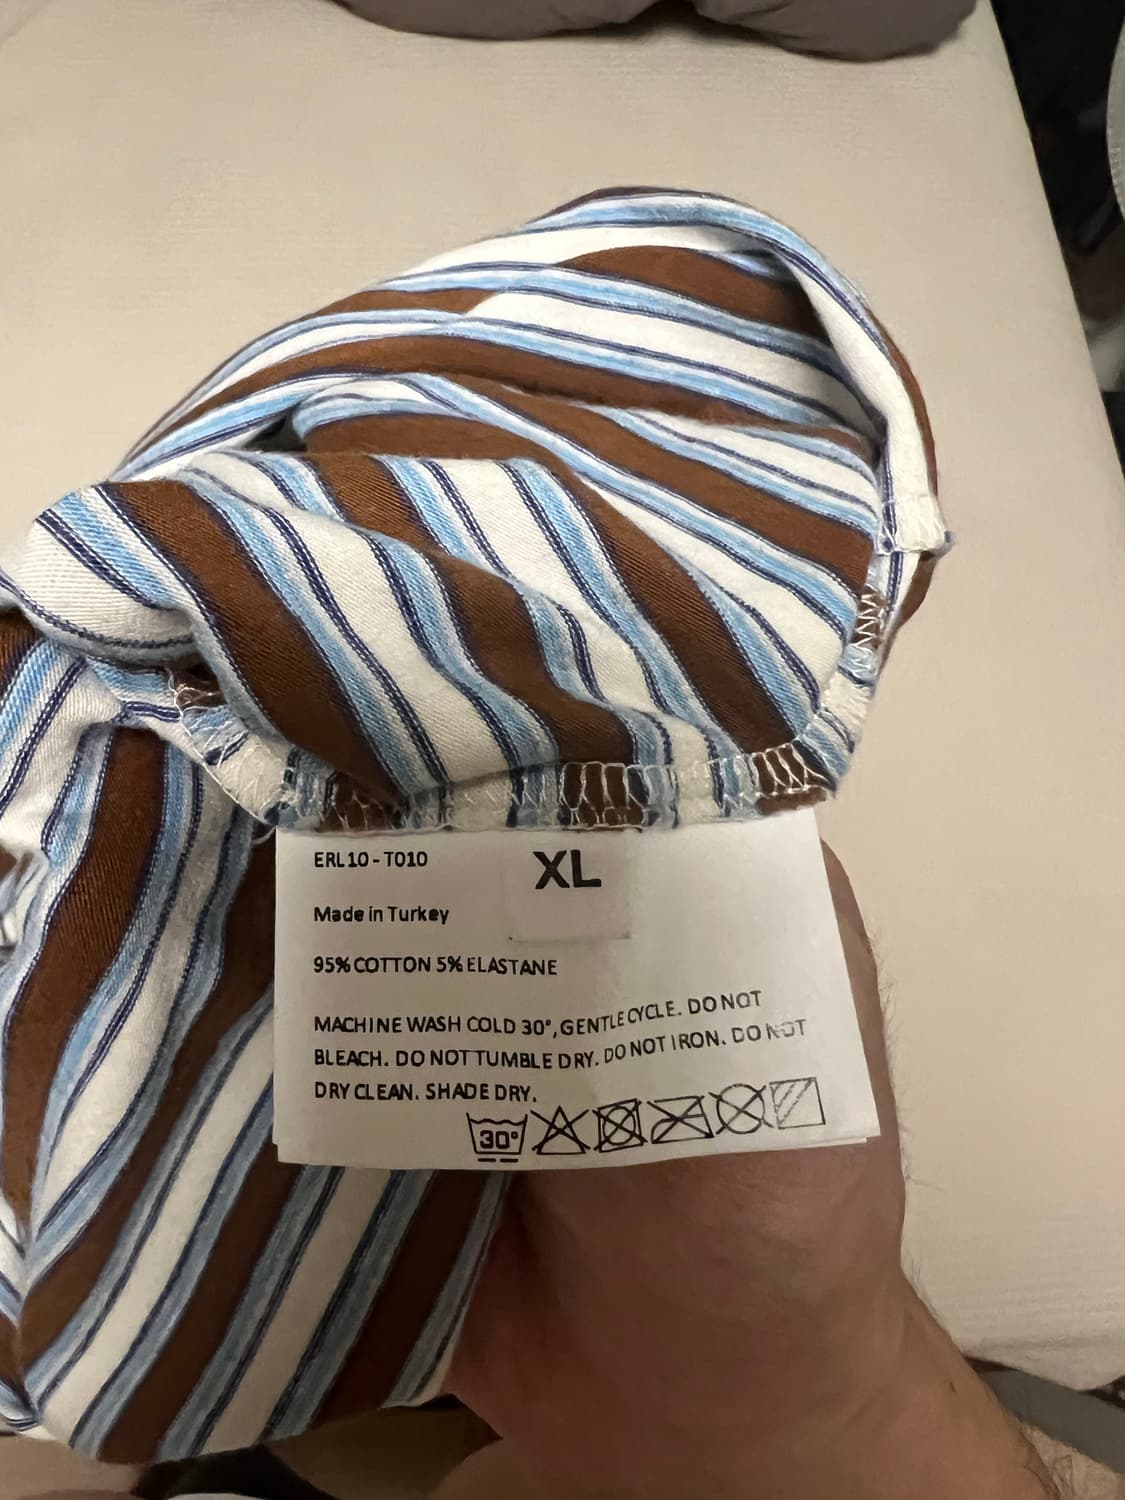 ERL10 - T010
XL
Made in Turkey
95% COTTON 5% ELASTANE
MACHINE WASH COLD 30°, GENTLE CYCLE. DO NOT
BLEACH. DO NOT TUMBLE DRY. DO NOT IRON. DO NOT
DRY CLEAN. SHADE DRY.
30°